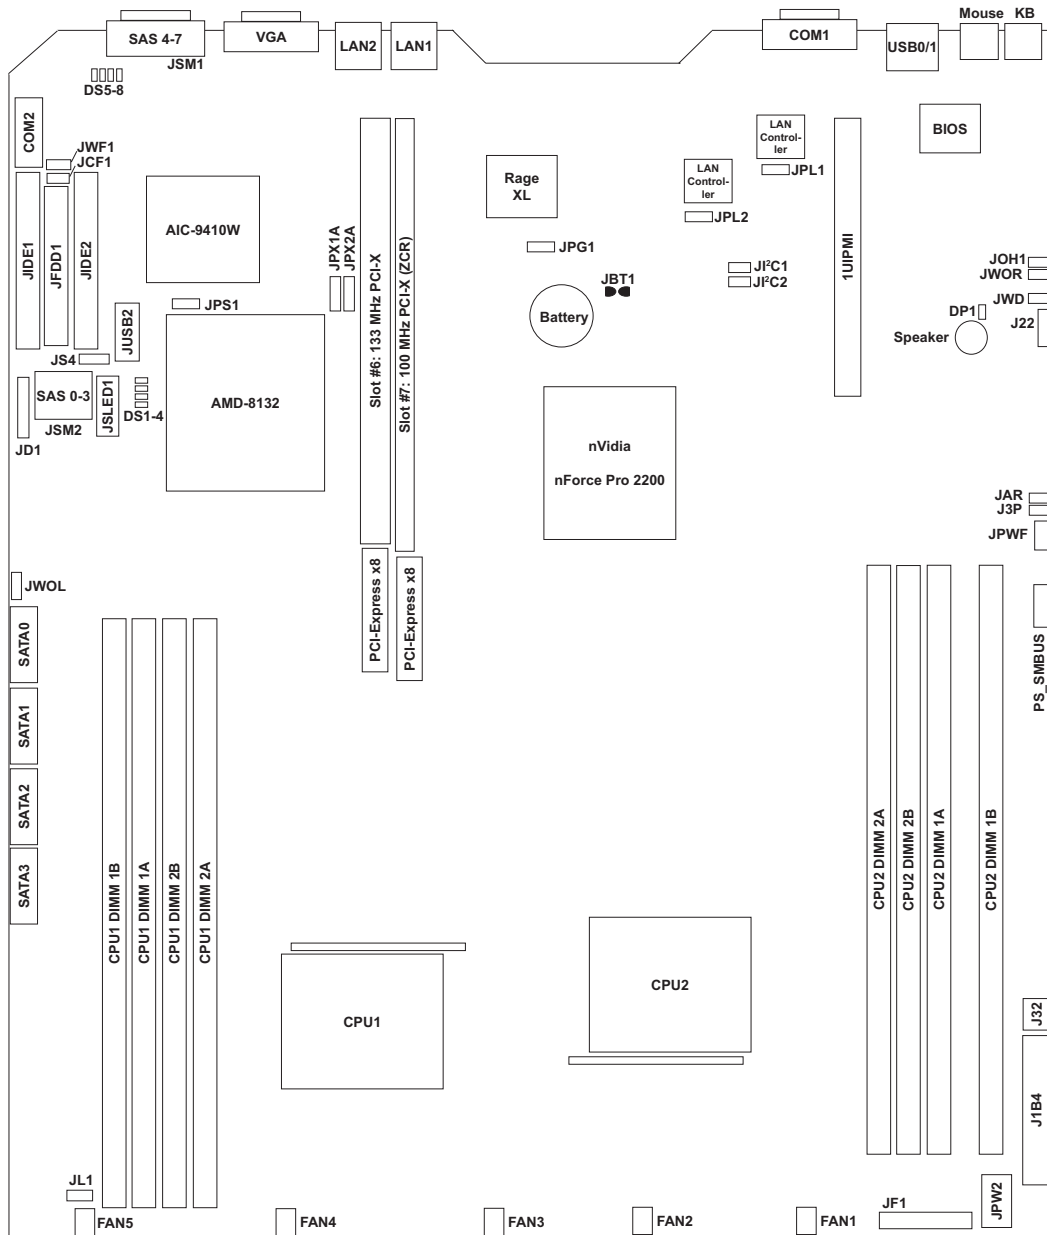 Mouse KB
SAS 4-7
VGA
LAN2
LAN1
COM1
USB0/1
JSM1
DS5-8
COM2
JWF1
JCF1
LAN
Control-
ler
BIOS
LAN
Control-
ler
JPL1
JPL2
Rage
XL
AIC-9410W
JIDE1
JFDD1
JIDE2
JPX1A
JPX2A
JPG1
JI²C1
JI²C2
JBT1
1UIPMI
JOH1
JWOR
JWD
DP1
J22
Speaker
Battery
JPS1
JUSB2
JS4
SAS 0-3
JSLED1
DS1-4
JSM2
JD1
AMD-8132
Slot #6: 133 MHz PCI-X
Slot #7: 100 MHz PCI-X (ZCR)
nVidia
nForce Pro 2200
JAR
J3P
JPWF
PCI-Express x8
PCI-Express x8
JWOL
SATA0
SATA1
SATA2
SATA3
PS_SMBUS
CPU1 DIMM 1B
CPU1 DIMM 1A
CPU1 DIMM 2B
CPU1 DIMM 2A
CPU2 DIMM 2A
CPU2 DIMM 2B
CPU2 DIMM 1A
CPU2 DIMM 1B
CPU1
CPU2
J32
J1B4
JL1
JF1
JPW2
FAN5
FAN4
FAN3
FAN2
FAN1